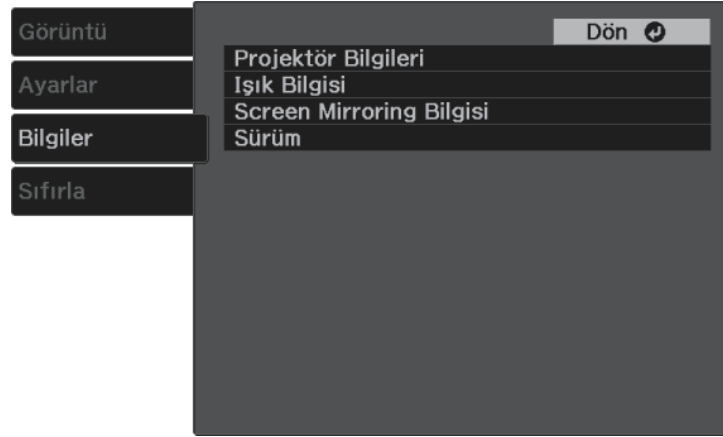 Görüntü
Ayarlar
Bilgiler
Sıfırla
Dön
Projektör Bilgileri
Işık Bilgisi
Screen Mirroring Bilgisi
Sürüm